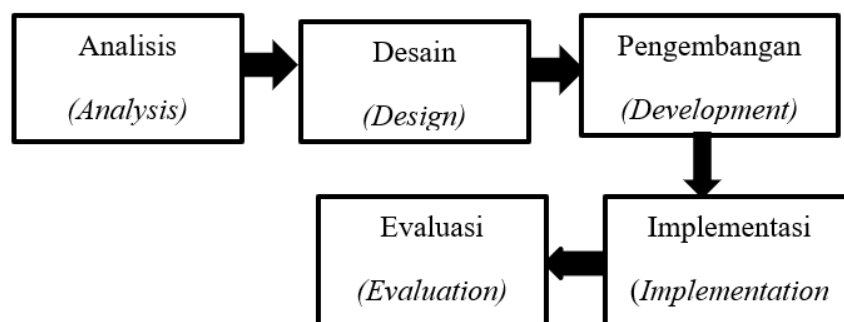 Analisis
(Analysis)
Desain
(Design)
Pengembangan
(Development)
Implementasi
(Implementation
Evaluasi
(Evaluation)